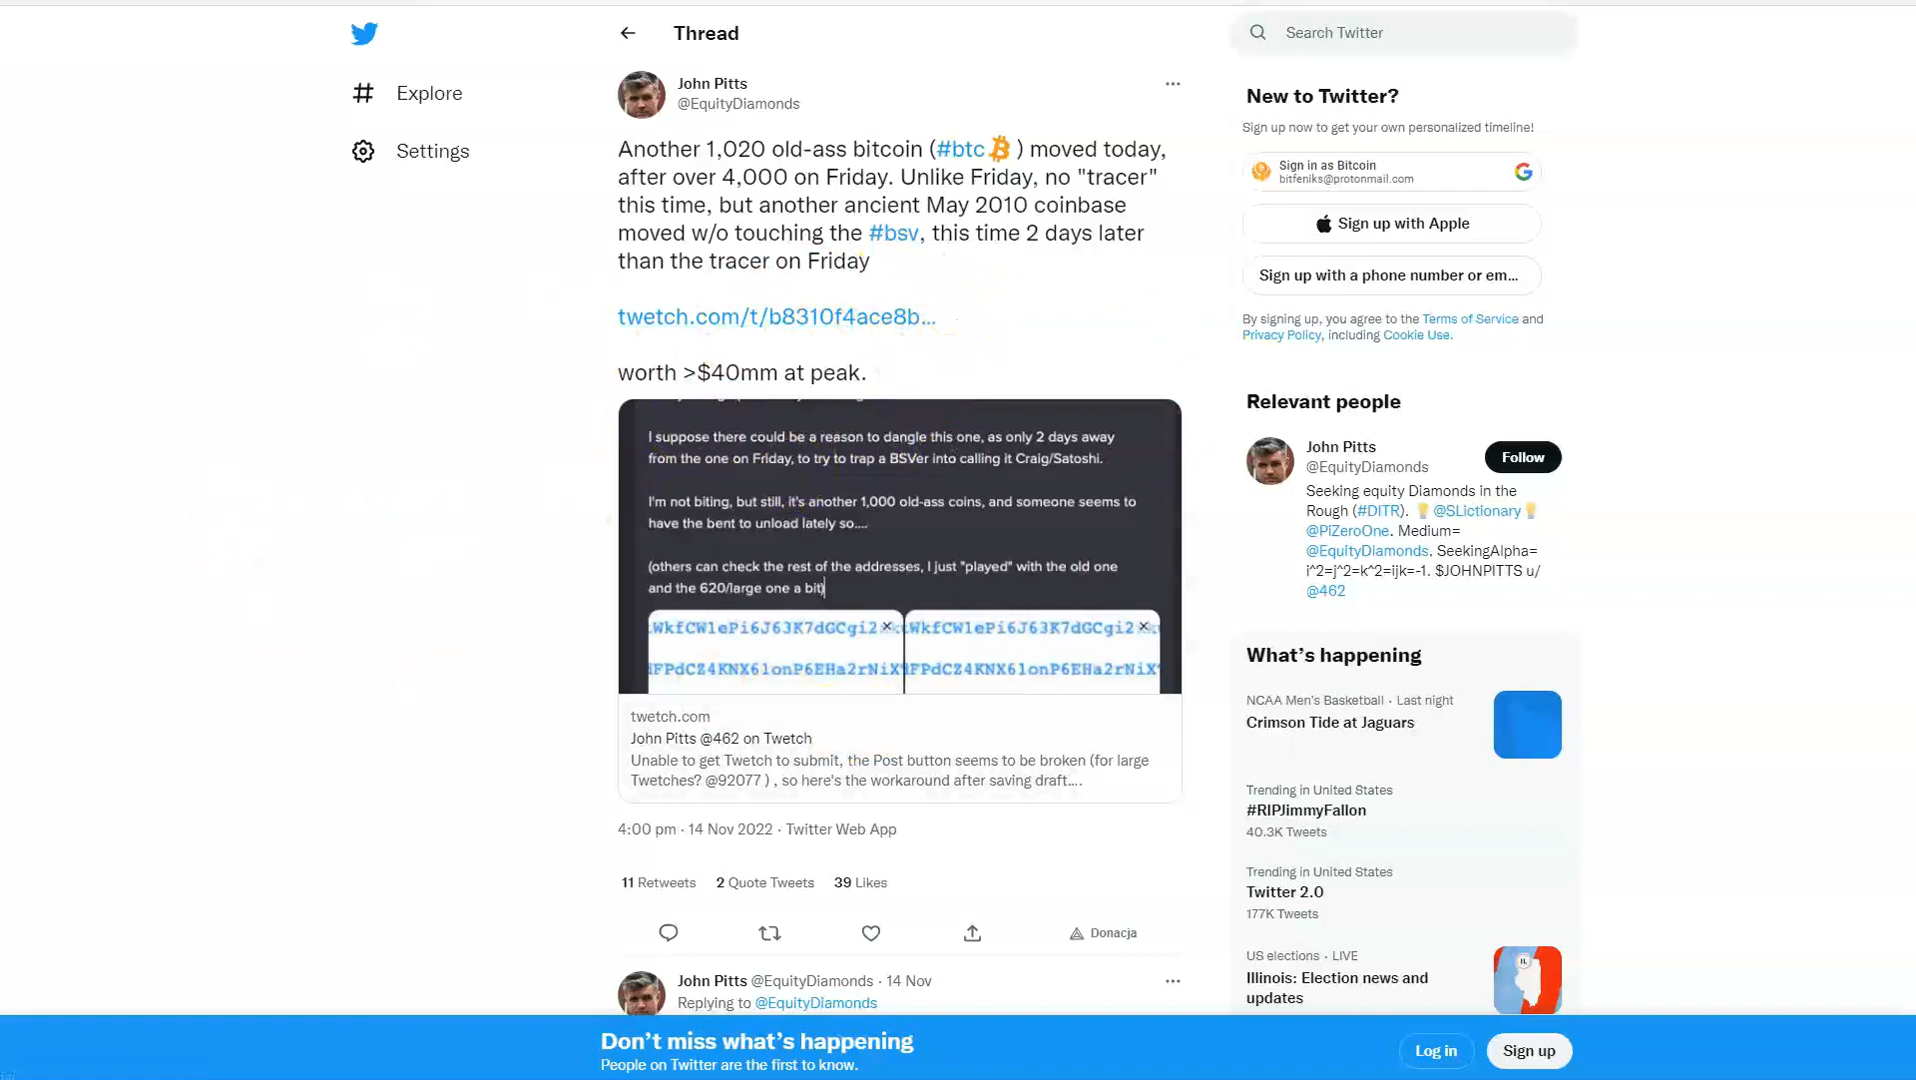 Thread
Search Twitter
Explore
Settings
John Pitts
@EquityDiamonds
Another 1,020 old-ass bitcoin (#btc ) moved today,
after over 4,000 on Friday. Unlike Friday, no "tracer"
this time, but another ancient May 2010 coinbase
moved w/o touching the #bsv, this time 2 days later
than the tracer on Friday
twetch.com/t/b8310f4ace8b…
worth >$40mm at peak.
I suppose there could be a reason to dangle this one, as only 2 days away
from the one on Friday, to try to trap a BSVer into calling it Craig/Satoshi.
I'm not biting, but still, it's another 1,000 old-ass coins, and someone seems to
have the bent to unload lately so....
(others can check the rest of the addresses, I just "played" with the old one
and the 620/large one a bit)
WkfCW1ePi6J63K7dGCgi2
WkfCW1ePi6J63K7dGCgi2
FPdCZ4KNX61onP6EHa2rNiX
FPdCZ4KNX61onP6EHa2rNiX
twetch.com
John Pitts @462 on Twetch
Unable to get Twetch to submit, the Post button seems to be broken (for large
Twetches? @92077 ) , so here's the workaround after saving draft....
4:00 pm · 14 Nov 2022 · Twitter Web App
11 Retweets 2 Quote Tweets 39 Likes
Donacja
John Pitts @EquityDiamonds · 14 Nov
Replying to @EquityDiamonds
New to Twitter?
Sign up now to get your own personalized timeline!
Sign in as Bitcoin
bitfeniks@protonmail.com
Sign up with Apple
Sign up with a phone number or em...
By signing up, you agree to the Terms of Service and
Privacy Policy, including Cookie Use.
Relevant people
John Pitts
@EquityDiamonds
Follow
Seeking equity Diamonds in the
Rough (#DITR). @SLictionary
@PiZeroOne. Medium=
@EquityDiamonds. SeekingAlpha=
i^2=j^2=k^2=ijk=-1. $JOHNPITTS u/
@462
What's happening
NCAA Men's Basketball · Last night
Crimson Tide at Jaguars
Trending in United States
#RIPJimmyFallon
40.3K Tweets
Trending in United States
Twitter 2.0
177K Tweets
US elections · LIVE
Illinois: Election news and
updates
IL
Don't miss what's happening
People on Twitter are the first to know.
Log in
Sign up